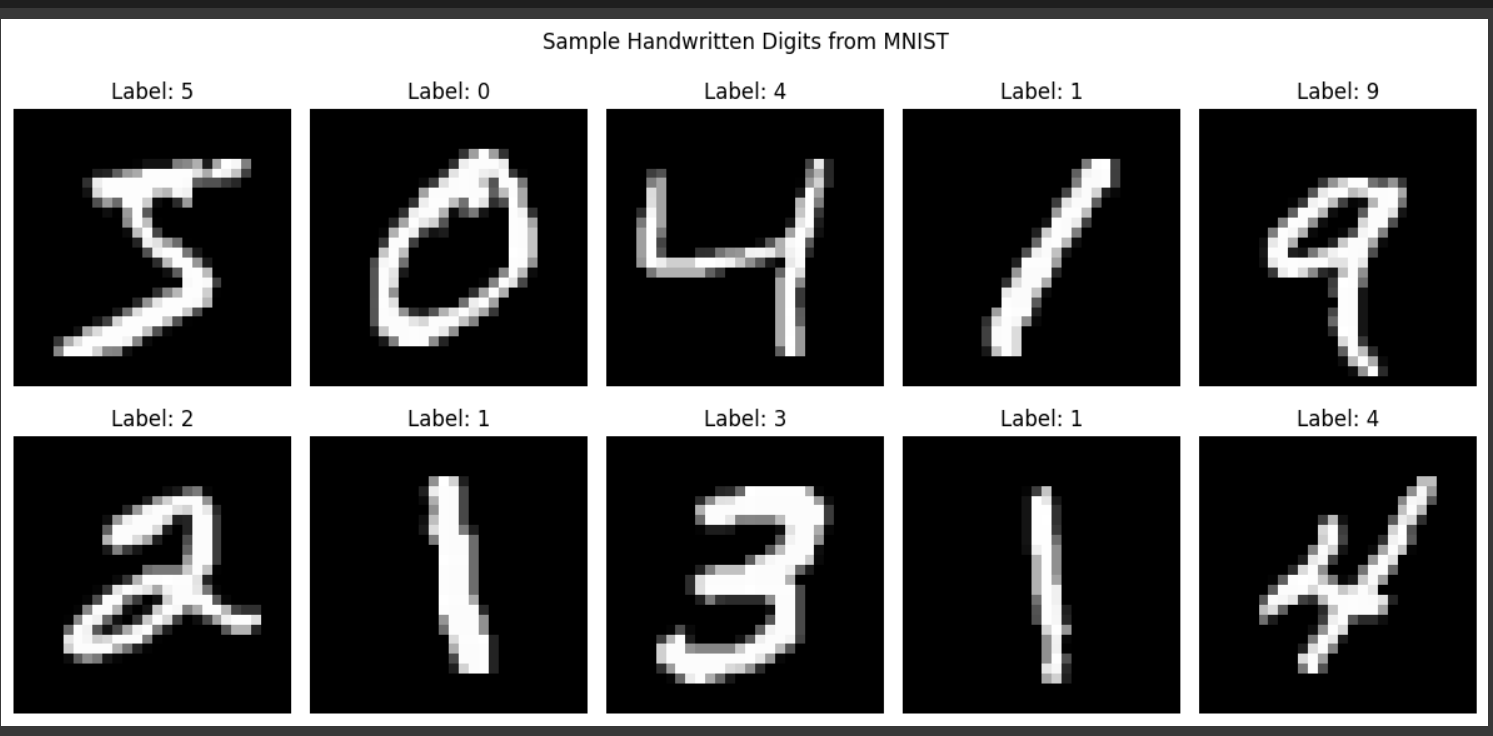 Sample Handwritten Digits from MNIST
Label: 5 Label: 0 Label: 4 Label: 1 Label: 9
5 0 4 1 9
Label: 2 Label: 1 Label: 3 Label: 1 Label: 4
2 1 3 1 4